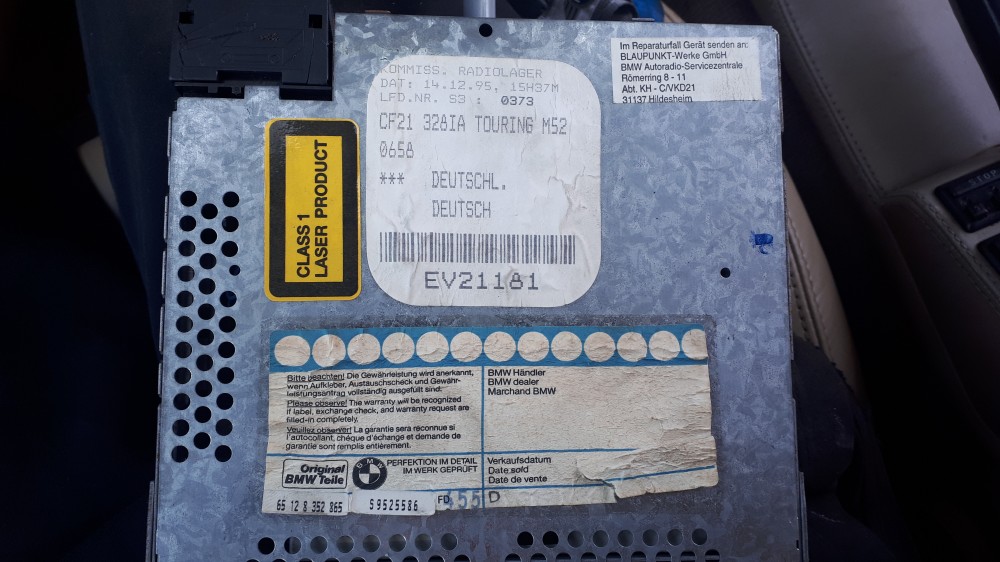 KOMMISS. RADIOLAGER
DAT: 14.12.95, 15H37M
LFD.NR. S3 : 0373
CF21 328IA TOURING M52
0658
*** DEUTSCHL.
DEUTSCH
EV21181
Im Reparaturfall Gerät senden an:
BLAUPUNKT-Werke GmbH
BMW Autoradio-Servicezentrale
Römerring 8 - 11
Abt. KH - C/VKD21
31137 Hildesheim
CLASS 1
LASER PRODUCT
Bitte beachten! Die Gewährleistung wird anerkannt,
wenn Aufkleber, Austauschscheck und Gewähr-
leistungsantrag vollständig ausgefüllt sind.
Please observe! The warranty will be recognized
if label, exchange check, and warranty request are
filled-in completely.
Veuillez observer! La garantie sera reconnue si
l'autocollant, chéque d'échange et demande de
garantie sont remplis entièrement.
BMW Händler
BMW dealer
Marchand BMW
Original
BMW Teile
BMW
PERFEKTION IM DETAIL
IM WERK GEPRÜFT
Verkaufsdatum
Date sold
Date de vente
65 12 8 352 865
59525586
FD 455 D
STOP